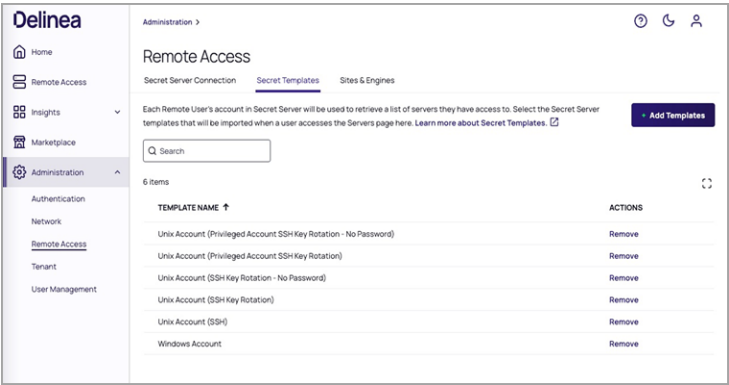 Delinea
Administration >
Home
Remote Access
Insights
Marketplace
Administration
Authentication
Network
Remote Access
Tenant
User Management
Remote Access
Secret Server Connection Secret Templates Sites & Engines
Each Remote User's account in Secret Server will be used to retrieve a list of servers they have access to. Select the Secret Server
templates that will be imported when a user accesses the Servers page here. Learn more about Secret Templates.
+ Add Templates
Search
6 items
TEMPLATE NAME ↑ ACTIONS
Unix Account (Privileged Account SSH Key Rotation - No Password) Remove
Unix Account (Privileged Account SSH Key Rotation) Remove
Unix Account (SSH Key Rotation - No Password) Remove
Unix Account (SSH Key Rotation) Remove
Unix Account (SSH) Remove
Windows Account Remove